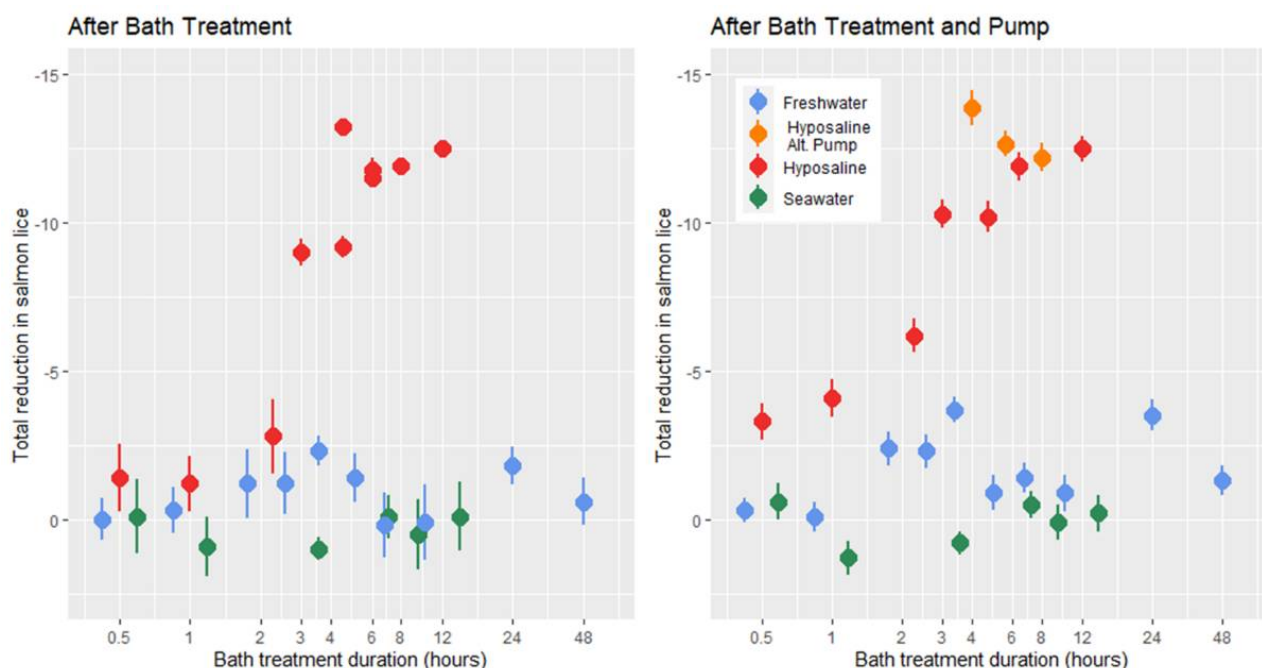 After Bath Treatment
-15
-10
-5
0
Total reduction in salmon lice
0.5 1 2 3 4 6 8 12 24 48
Bath treatment duration (hours)
After Bath Treatment and Pump
-15
-10
-5
0
Total reduction in salmon lice
Freshwater
Hyposaline
Alt. Pump
Hyposaline
Seawater
0.5 1 2 3 4 6 8 12 24 48
Bath treatment duration (hours)